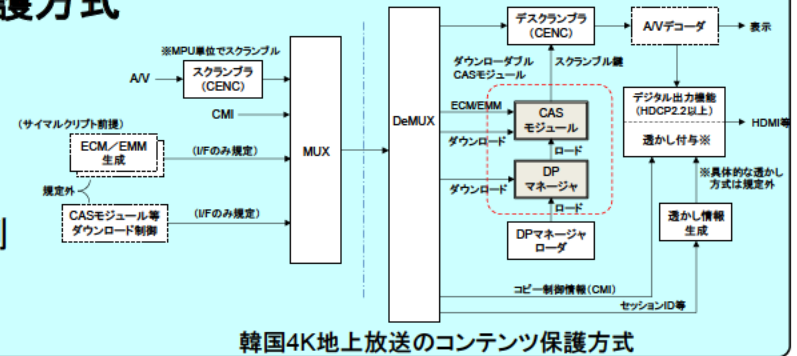 護方式
※MPU単位でスクランブル
A/V
スクランブラ
(CENC)
CMI
(サイマルクリプト前提)
ECM／EMM
生成
(I/Fのみ規定)
規定外
CASモジュール等
ダウンロード制御
(I/Fのみ規定)
MUX
DeMUX
デスクランブラ
(CENC)
A/Vデコーダ
表示
ダウンローダブル
CASモジュール
スクランブル鍵
ECM/EMM
ダウンロード
CAS
モジュール
ロード
ダウンロード
DP
マネージャ
ロード
DPマネージャ
ローダ
デジタル出力機能
(HDCP2.2以上)
透かし付与※
HDMI等
※具体的な透かし
方式は規定外
透かし情報
生成
コピー制御情報(CMI)
セッションID等
韓国4K地上放送のコンテンツ保護方式